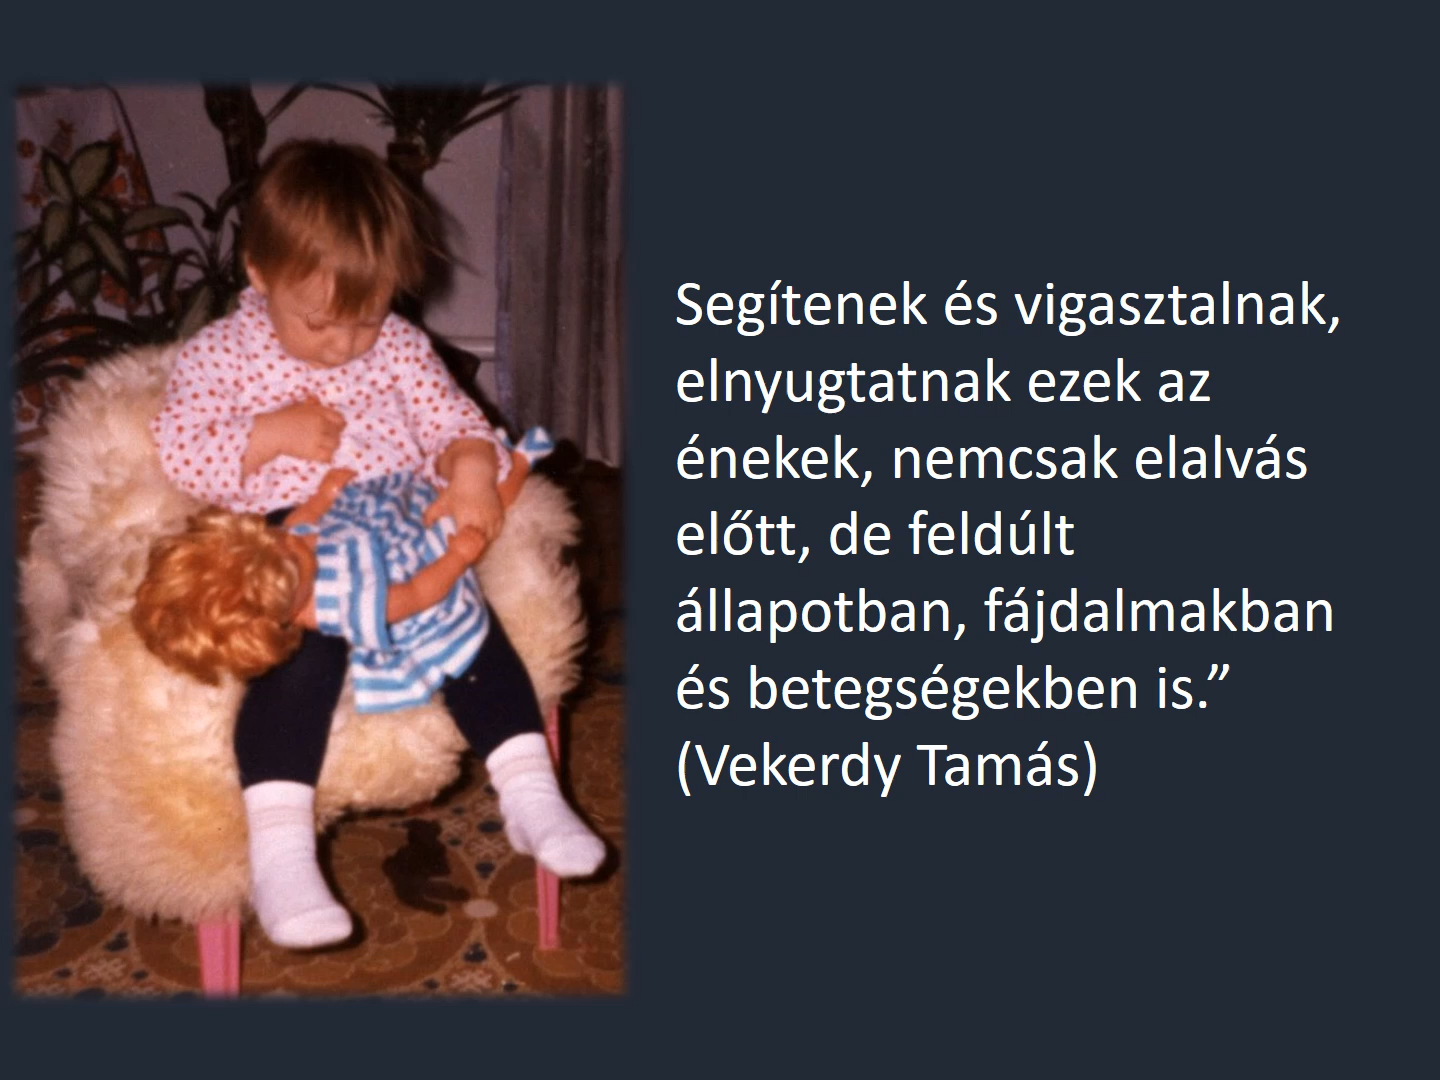 Segítenek és vigasztalnak,
elnyugtatnak ezek az
énekek, nemcsak elalvás
előtt, de feldúlt
állapotban, fájdalmakban
és betegségekben is.”
(Vekerdy Tamás)